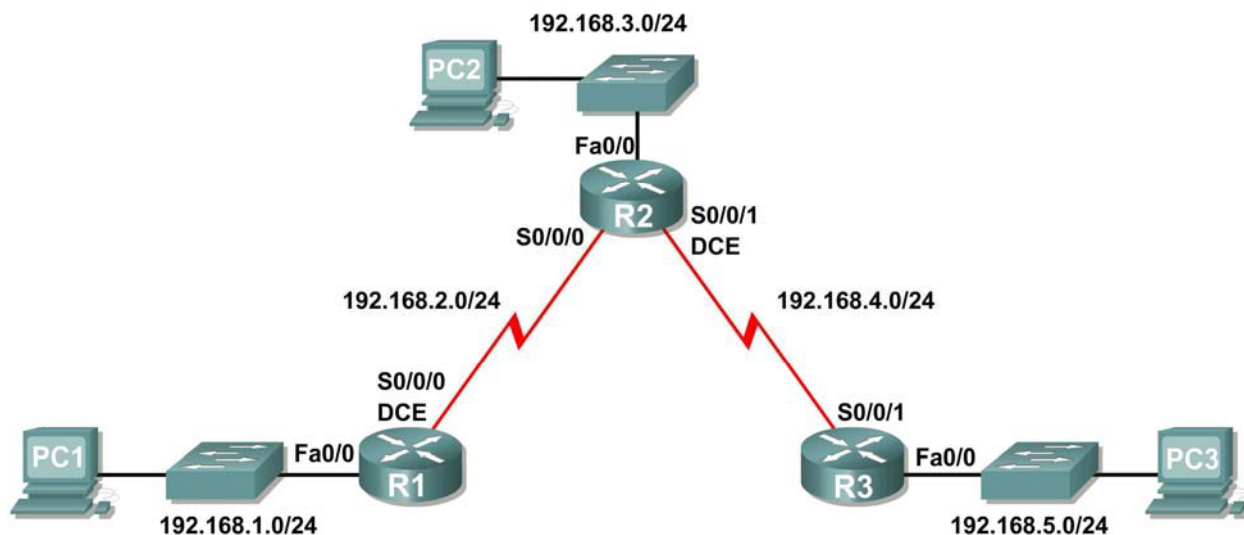 192.168.3.0/24
PC2
Fa0/0
R2
S0/0/0
S0/0/1
DCE
192.168.2.0/24
192.168.4.0/24
S0/0/0
DCE
S0/0/1
PC1
Fa0/0
R1
R3
Fa0/0
PC3
192.168.1.0/24
192.168.5.0/24